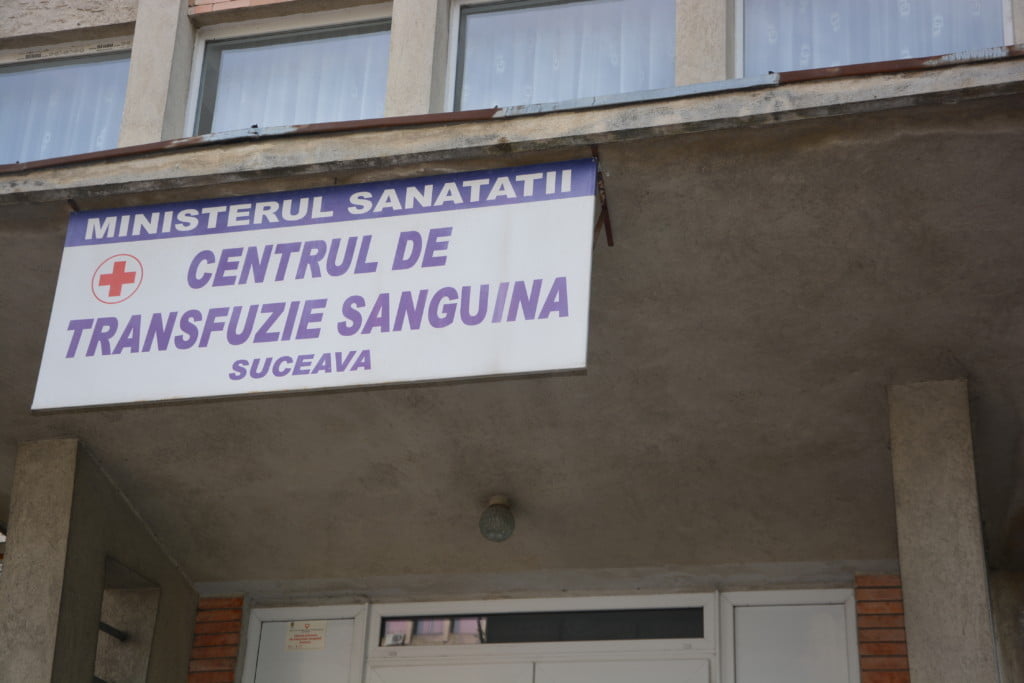 MINISTERUL SANATATII
CENTRUL DE
TRANSFUZIE SANGUINA
SUCEAVA